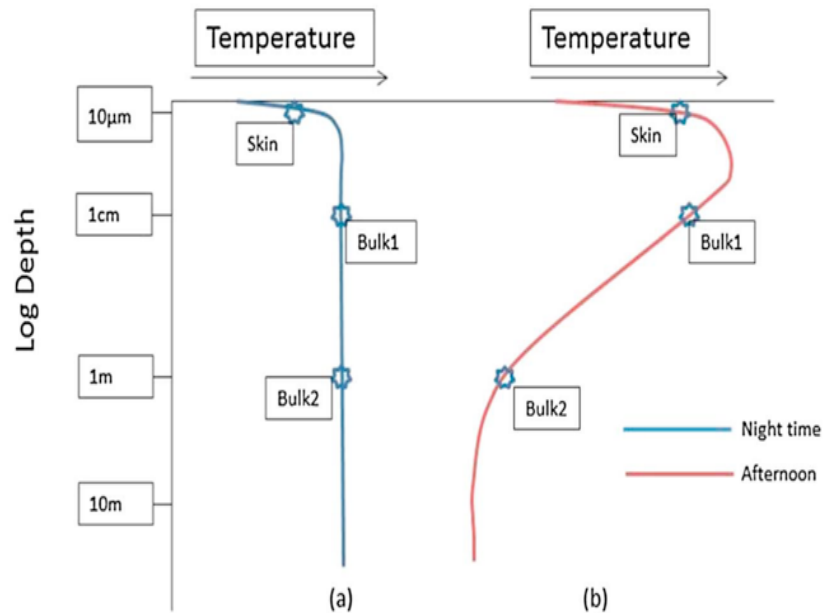 Temperature
Temperature
10µm
Skin
Skin
1cm
Bulk1
Bulk1
Log Depth
1m
Bulk2
Bulk2
Night time
Afternoon
10m
(a)
(b)